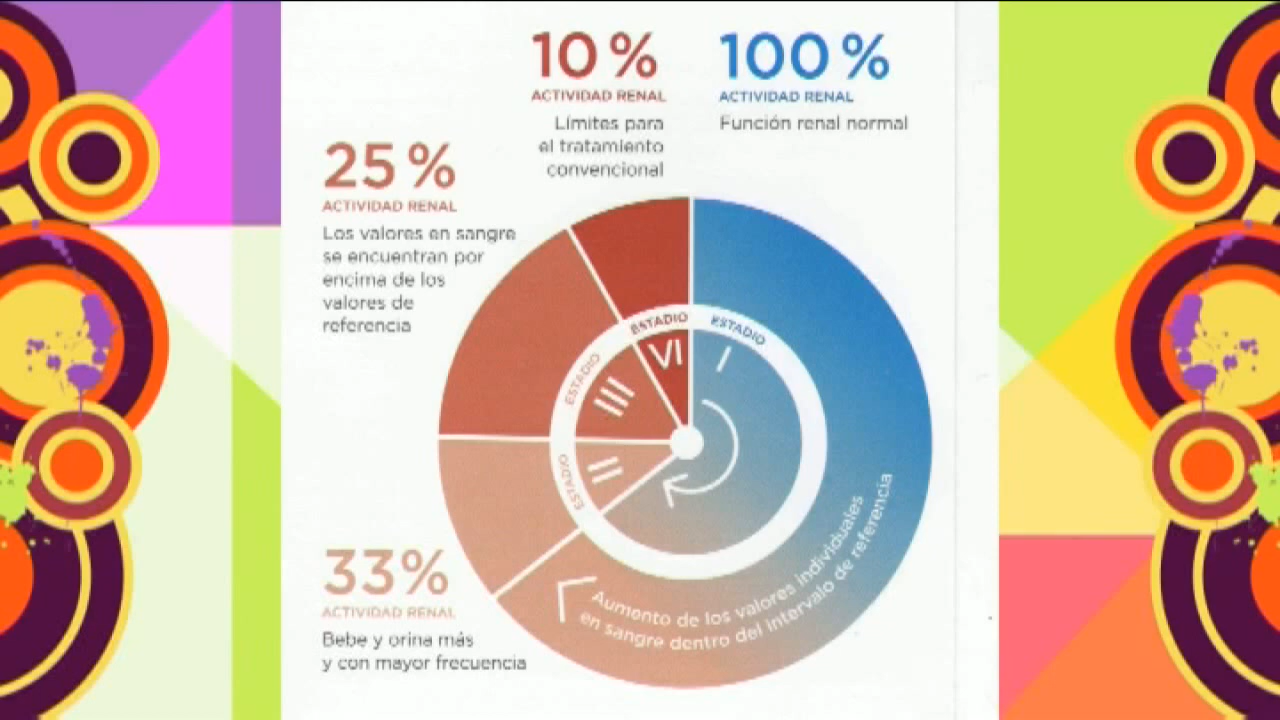 10 %
ACTIVIDAD RENAL
Límites para
el tratamiento
convencional
100 %
ACTIVIDAD RENAL
Función renal normal
25 %
ACTIVIDAD RENAL
Los valores en sangre
se encuentran por
encima de los
valores de
referencia
ESTADIO
VI
ESTADIO
I
ESTADIO
III
ESTADIO
II
33%
ACTIVIDAD RENAL
Bebe y orina más
y con mayor frecuencia
Aumento de los valores individuales
en sangre dentro del intervalo de referencia